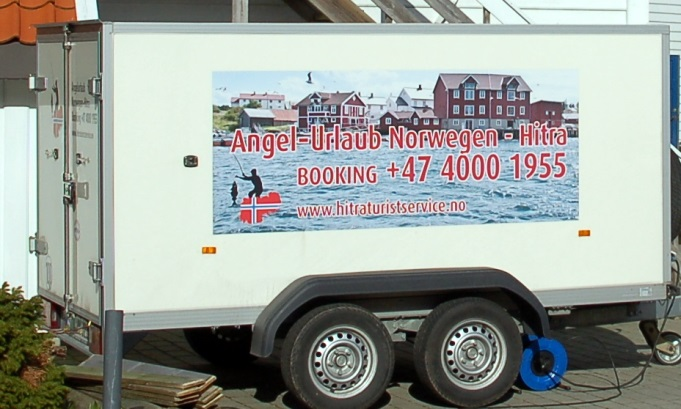 Angel-Urlaub Norwegen - Hitra
BOOKING +47 4000 1955
www.hitraturistservice.no